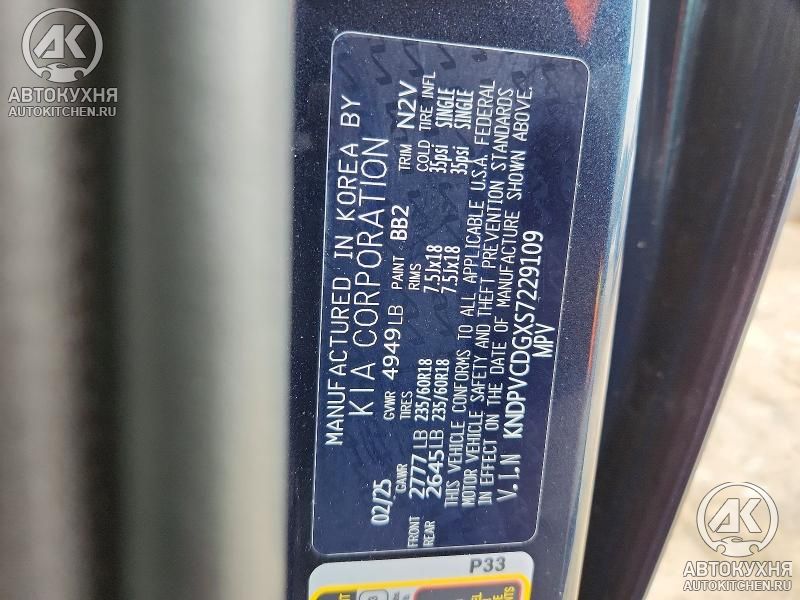 MANUFACTURED IN KOREA BY
KIA CORPORATION
02/25 GVWR 4949LB PAINT BB2 TRIM N2V
GAWR TIRES RIMS COLD TIRE INFL
FRONT 2777LB 235/60R18 7.5Jx18 35psi SINGLE
REAR 2645LB 235/60R18 7.5Jx18 35psi SINGLE
THIS VEHICLE CONFORMS TO ALL APPLICABLE U.S.A. FEDERAL
MOTOR VEHICLE SAFETY AND THEFT PREVENTION STANDARDS
IN EFFECT ON THE DATE OF MANUFACTURE SHOWN ABOVE.
V.I.N KNDPVCDGXS7229109
MPV
P33
АК
АВТОКУХНЯ
AUTOKITCHEN.RU
АК
АВТОКУХНЯ
AUTOKITCHEN.RU